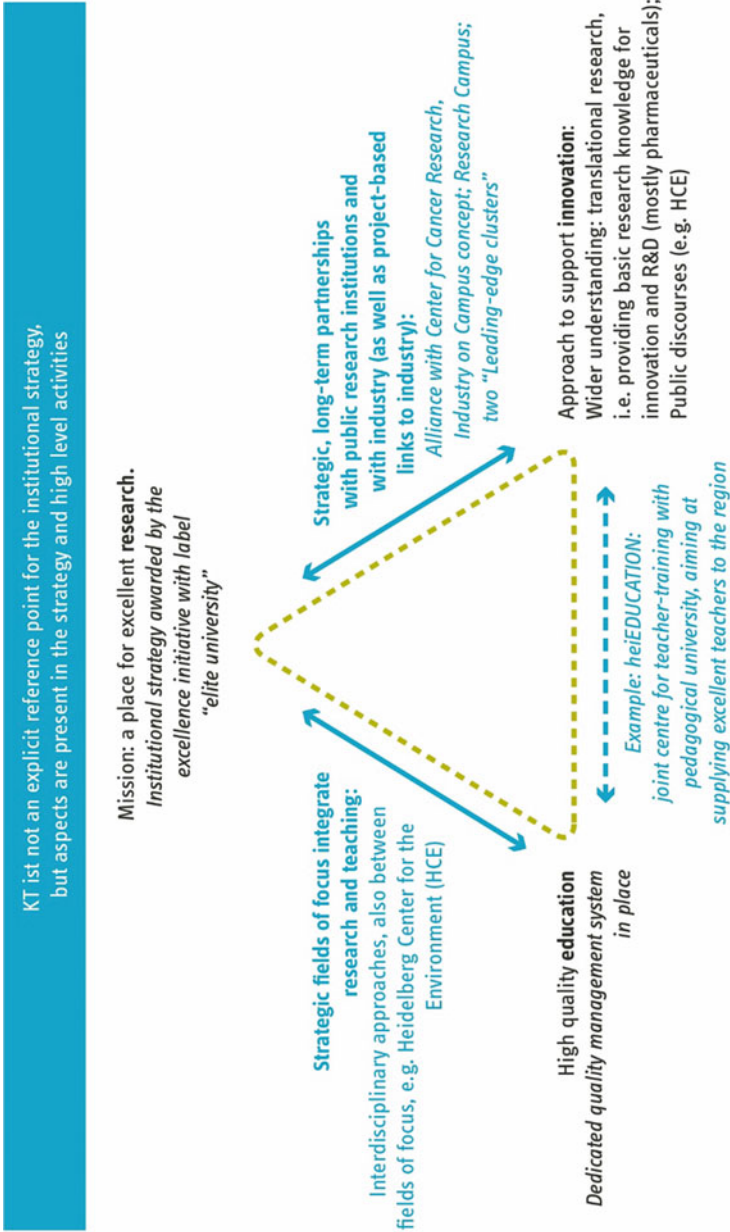 KT ist not an explicit reference point for the institutional strategy,
but aspects are present in the strategy and high level activities
Mission: a place for excellent research.
Institutional strategy awarded by the
excellence initiative with label
“elite university”
Strategic fields of focus integrate
research and teaching:
Interdisciplinary approaches, also between
fields of focus, e.g. Heidelberg Center for the
Environment (HCE)
Strategic, long-term partnerships
with public research institutions and
with industry (as well as project-based
links to industry):
Alliance with Center for Cancer Research,
Industry on Campus concept; Research Campus;
two “Leading-edge clusters”
High quality education
Dedicated quality management system
in place
Example: heiEDUCATION:
joint centre for teacher-training with
pedagogical university, aiming at
supplying excellent teachers to the region
Approach to support innovation:
Wider understanding: translational research,
i.e. providing basic research knowledge for
innovation and R&D (mostly pharmaceuticals);
Public discourses (e.g. HCE)